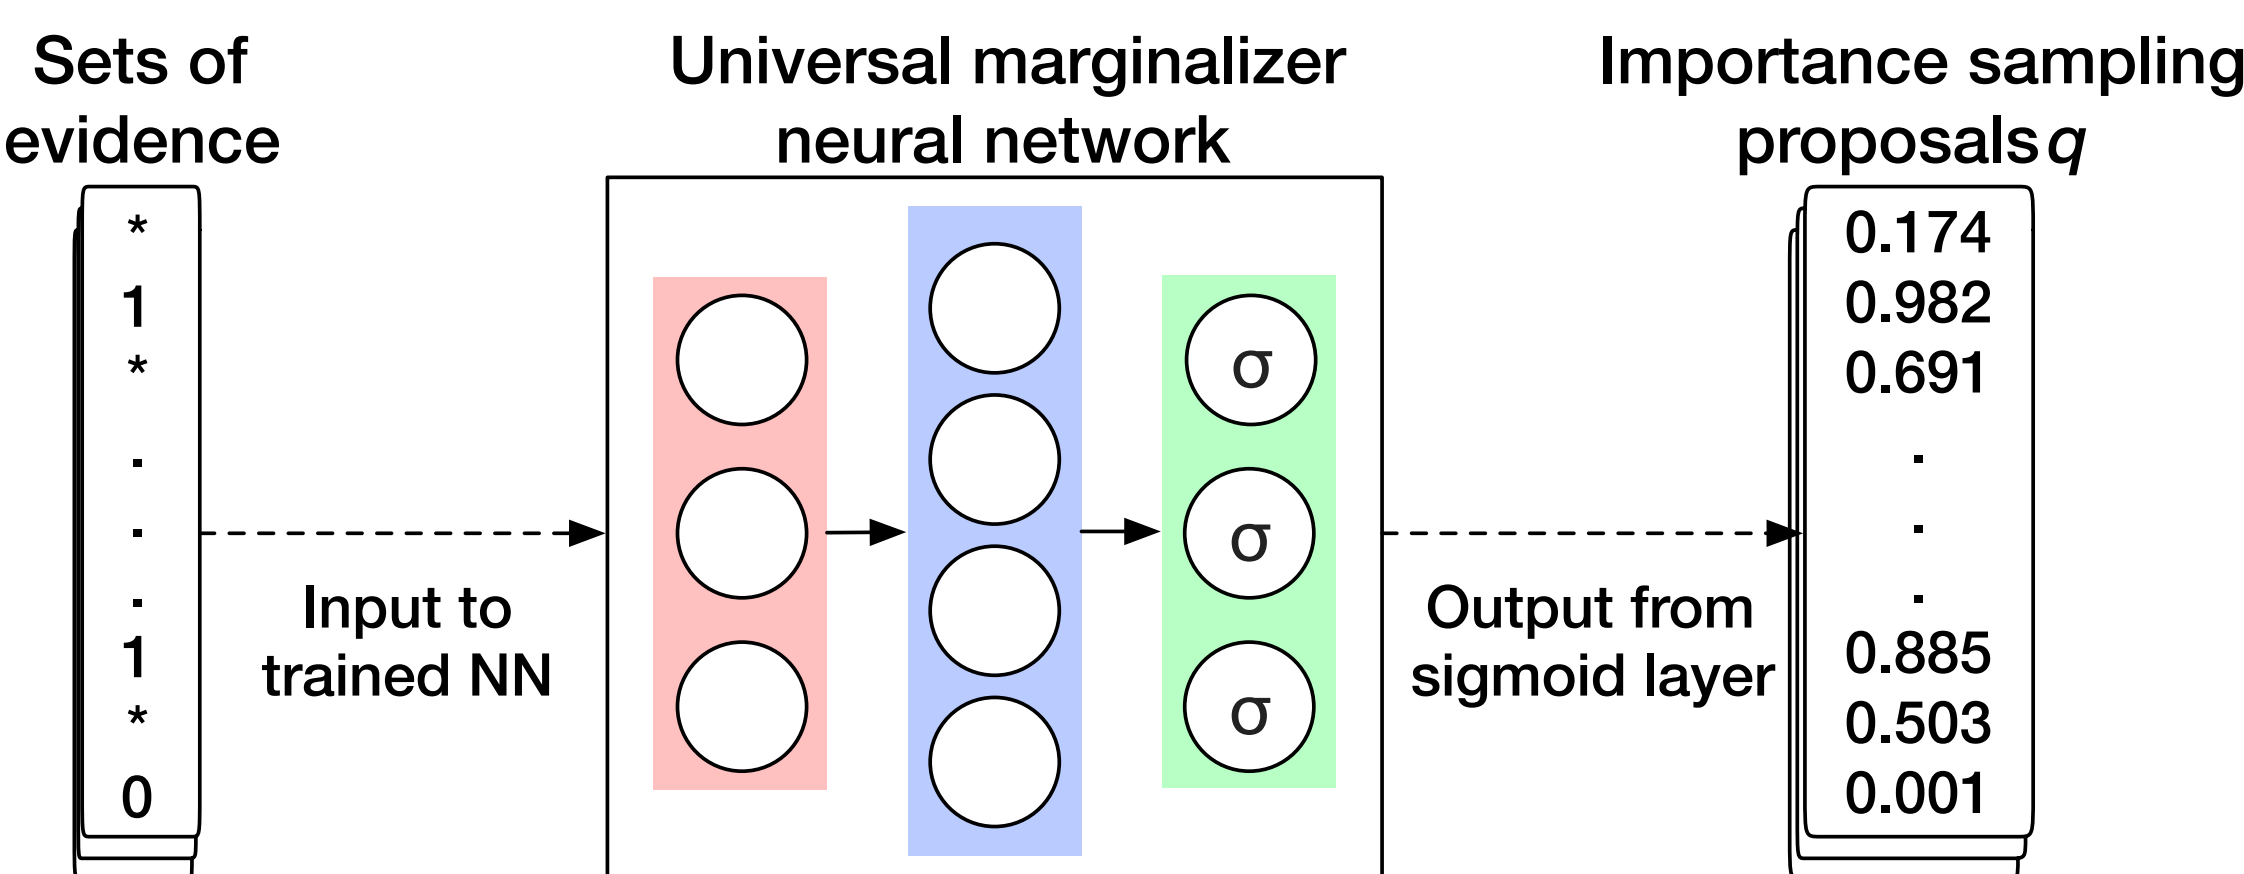 Sets of
evidence
*
1
*
.
.
.
1
*
0
Input to
trained NN
Universal marginalizer
neural network
σ
σ
σ
Output from
sigmoid layer
Importance sampling
proposals q
0.174
0.982
0.691
.
.
.
0.885
0.503
0.001